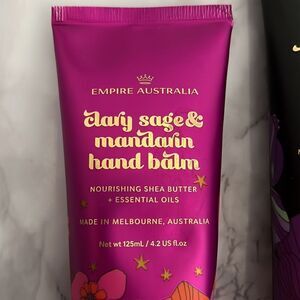 EMPIRE AUSTRALIA
clary sage &
mandarin
hand balm
NOURISHING SHEA BUTTER
+ ESSENTIAL OILS
MADE IN MELBOURNE, AUSTRALIA
Net wt 125mL / 4.2 US fl.oz